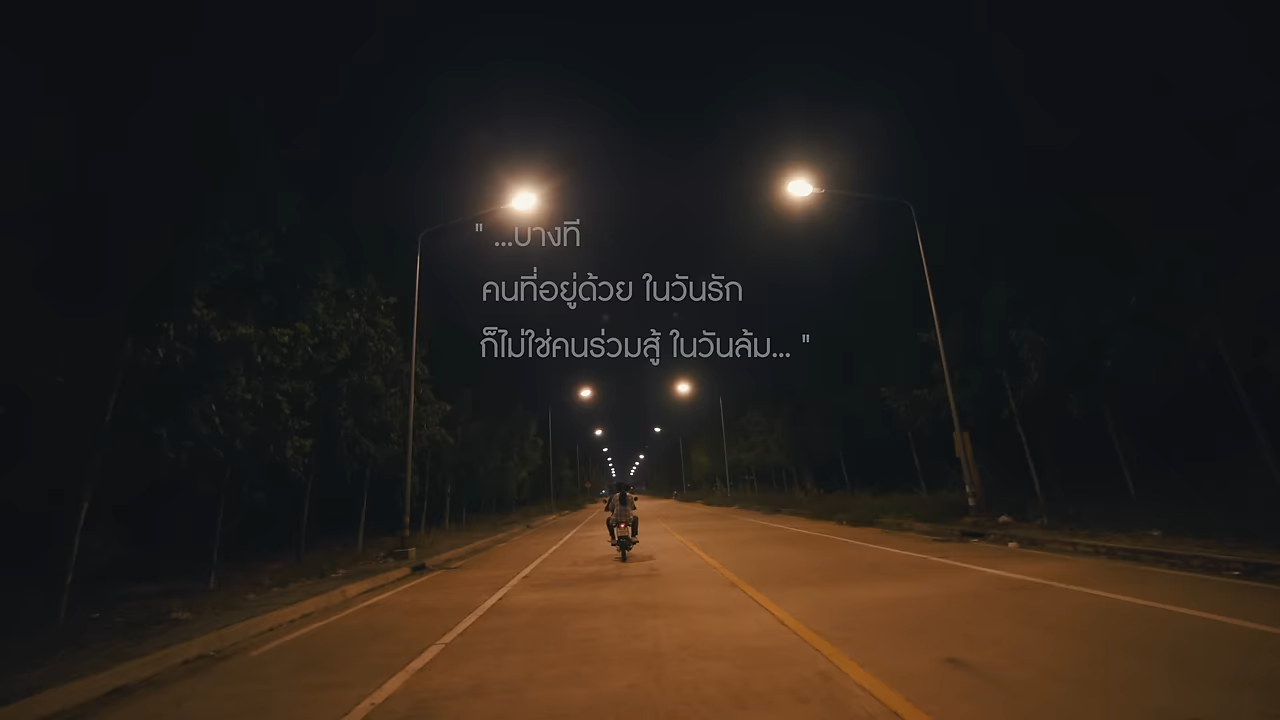 " ...บางที
คนที่อยู่ด้วย ในวันรัก
ก็ไม่ใช่คนร่วมสู้ ในวันล้ม... "